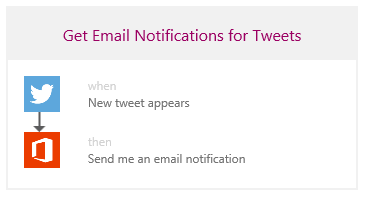 Get Email Notifications for Tweets
when
New tweet appears
then
Send me an email notification